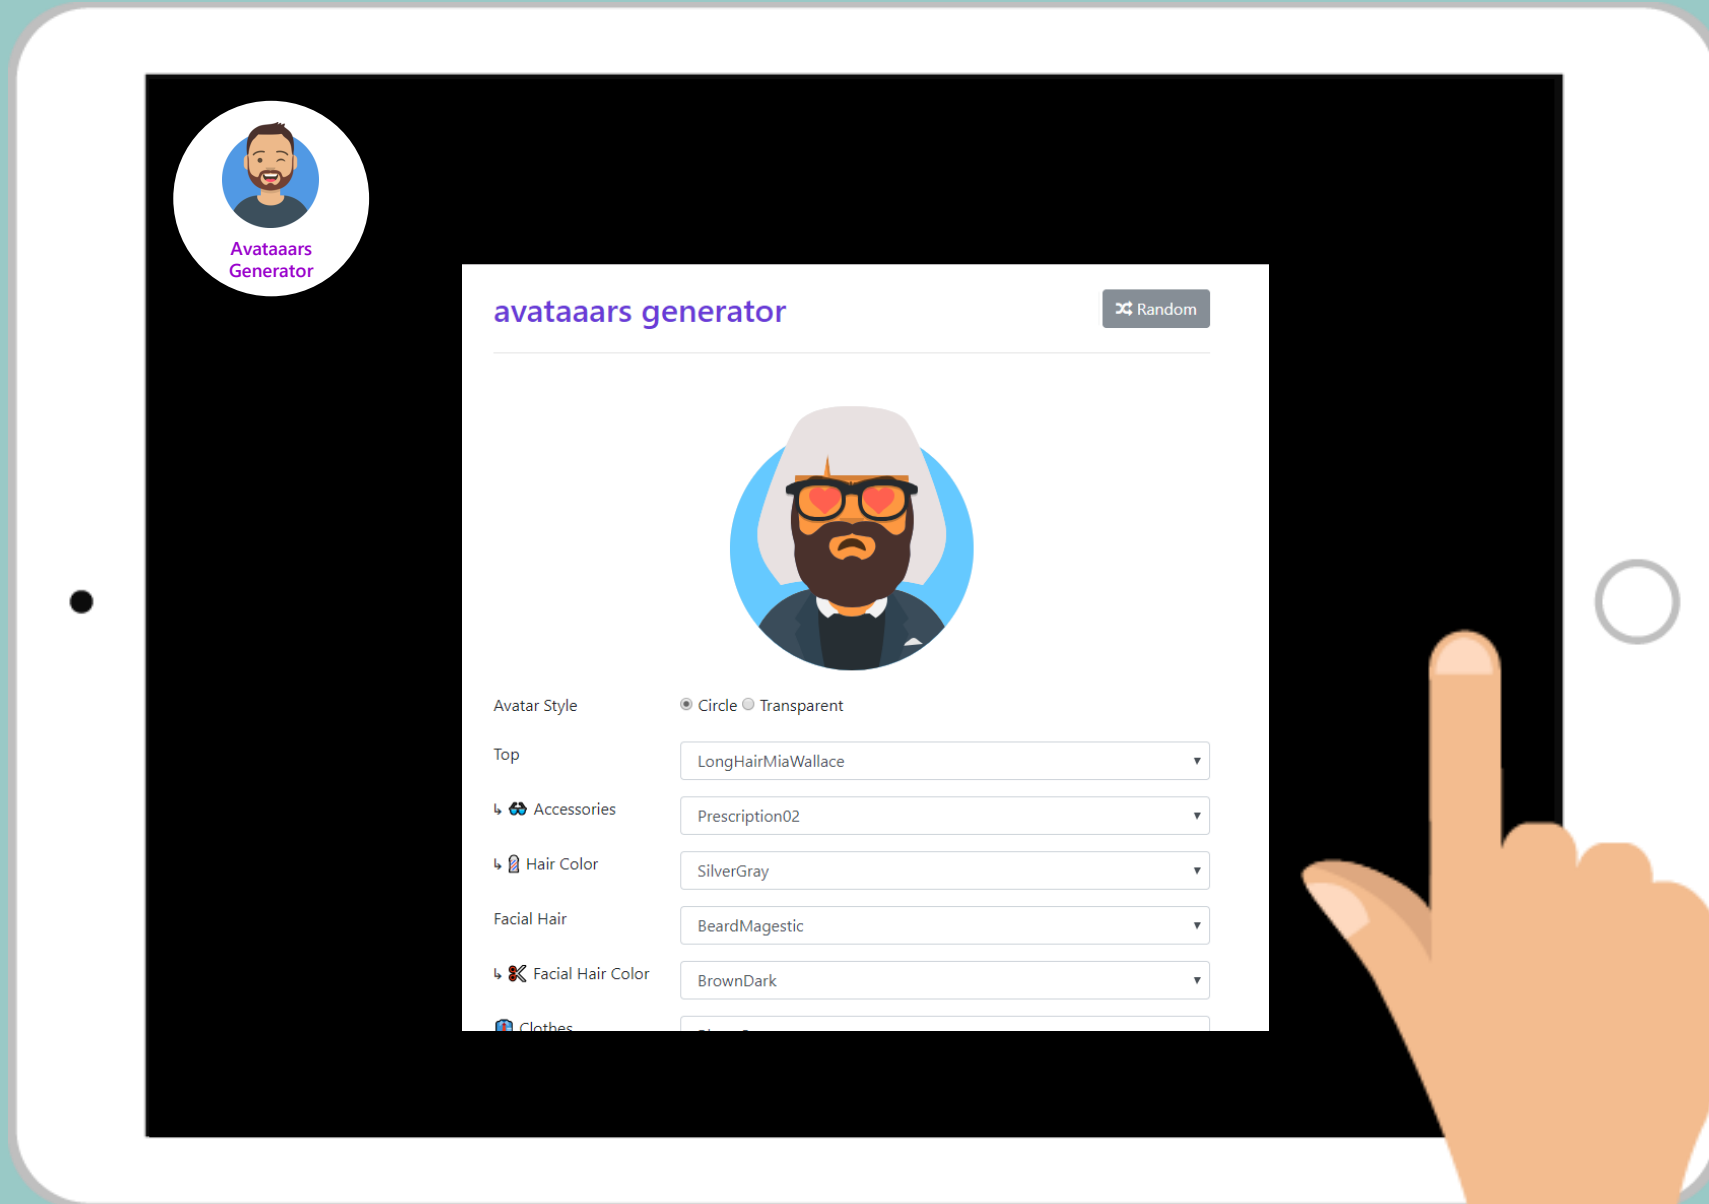 Avataaars
Generator
avataaars generator
Random
Avatar Style
Circle Transparent
Top
LongHairMiaWallace
Accessories
Prescription02
Hair Color
SilverGray
Facial Hair
BeardMagestic
Facial Hair Color
BrownDark
Clothes